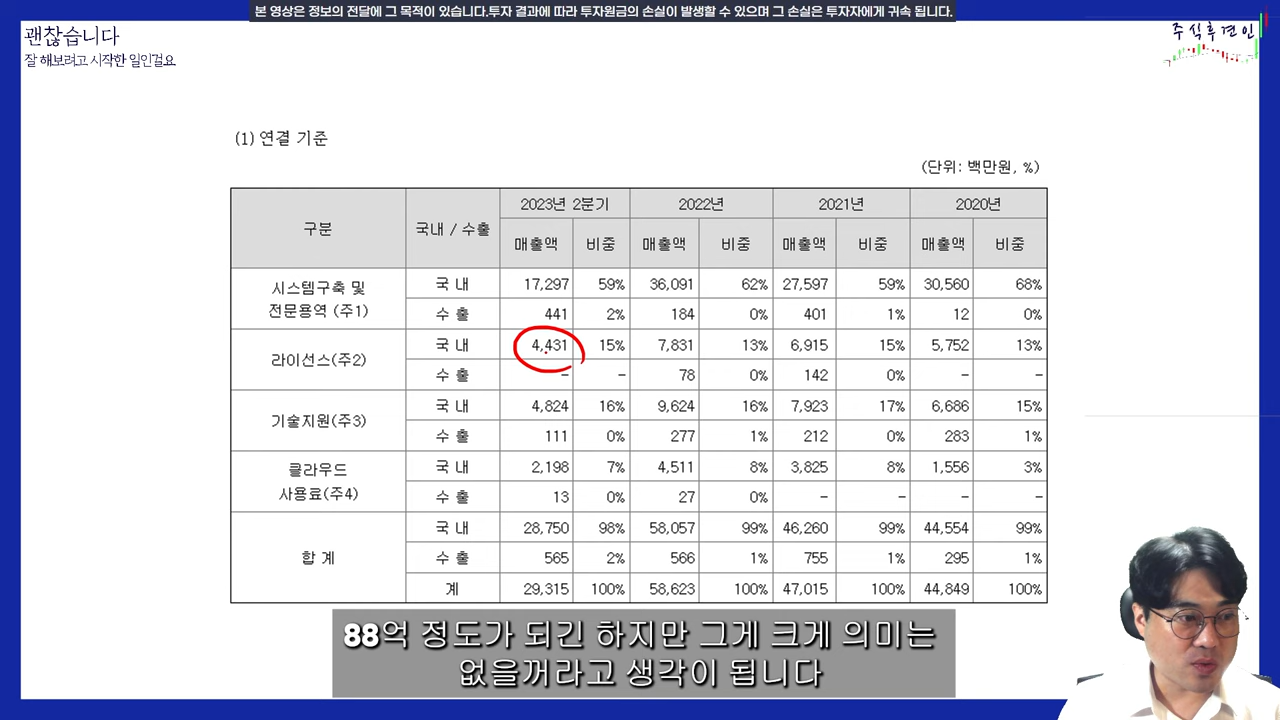 본 영상은 정보의 전달에 그 목적이 있습니다.투자 결과에 따라 투자원금의 손실이 발생할 수 있으며 그 손실은 투자자에게 귀속 됩니다.
괜찮습니다
잘 해보려고 시작한 일인걸요
주식후견인
(1) 연결 기준
(단위: 백만원, %)
구분 국내 / 수출 2023년 2분기 2022년 2021년 2020년
매출액 비중 매출액 비중 매출액 비중 매출액 비중
시스템구축 및 전문용역 (주1) 국 내 17,297 59% 36,091 62% 27,597 59% 30,560 68%
수 출 441 2% 184 0% 401 1% 12 0%
라이선스(주2) 국 내 4,431 15% 7,831 13% 6,915 15% 5,752 13%
수 출 – – 78 0% 142 0% – –
기술지원(주3) 국 내 4,824 16% 9,624 16% 7,923 17% 6,686 15%
수 출 111 0% 277 1% 212 0% 283 1%
클라우드 사용료(주4) 국 내 2,198 7% 4,511 8% 3,825 8% 1,556 3%
수 출 13 0% 27 0% – – – –
합 계 국내 28,750 98% 58,057 99% 46,260 99% 44,554 99%
수 출 565 2% 566 1% 755 1% 295 1%
계 29,315 100% 58,623 100% 47,015 100% 44,849 100%
88억 정도가 되긴 하지만 그게 크게 의미는
없을꺼라고 생각이 됩니다